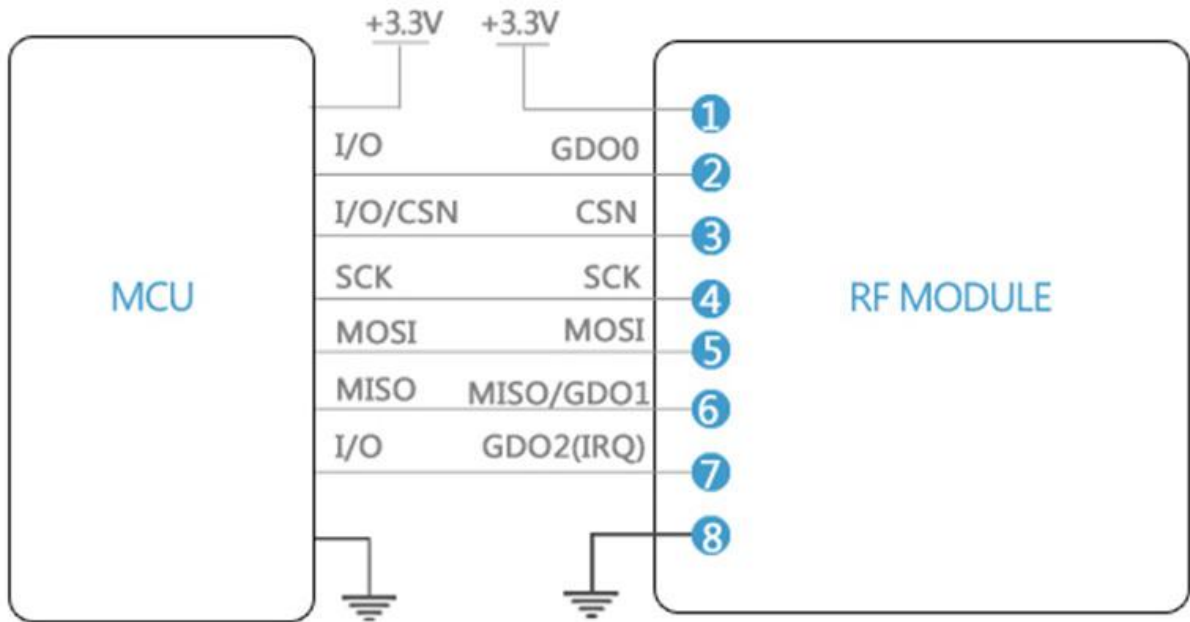 +3.3V +3.3V
1
I/O GDO0 2
I/O/CSN CSN 3
SCK SCK 4
MCU RF MODULE
MOSI MOSI 5
MISO MISO/GDO1 6
I/O GDO2(IRQ) 7
8